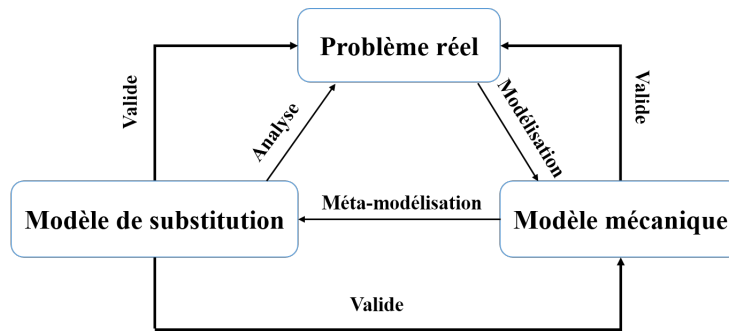 Problème réel
Valide
Analyse
Modélisation
Valide
Modèle de substitution
Méta-modélisation
Modèle mécanique
Valide